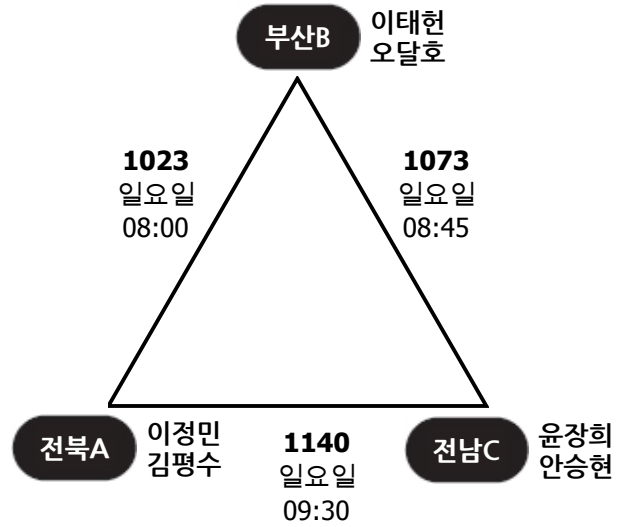 부산B
이태헌
오달호
1023
일요일
08:00
1073
일요일
08:45
전북A
이정민
김평수
1140
일요일
09:30
전남C
윤장희
안승현